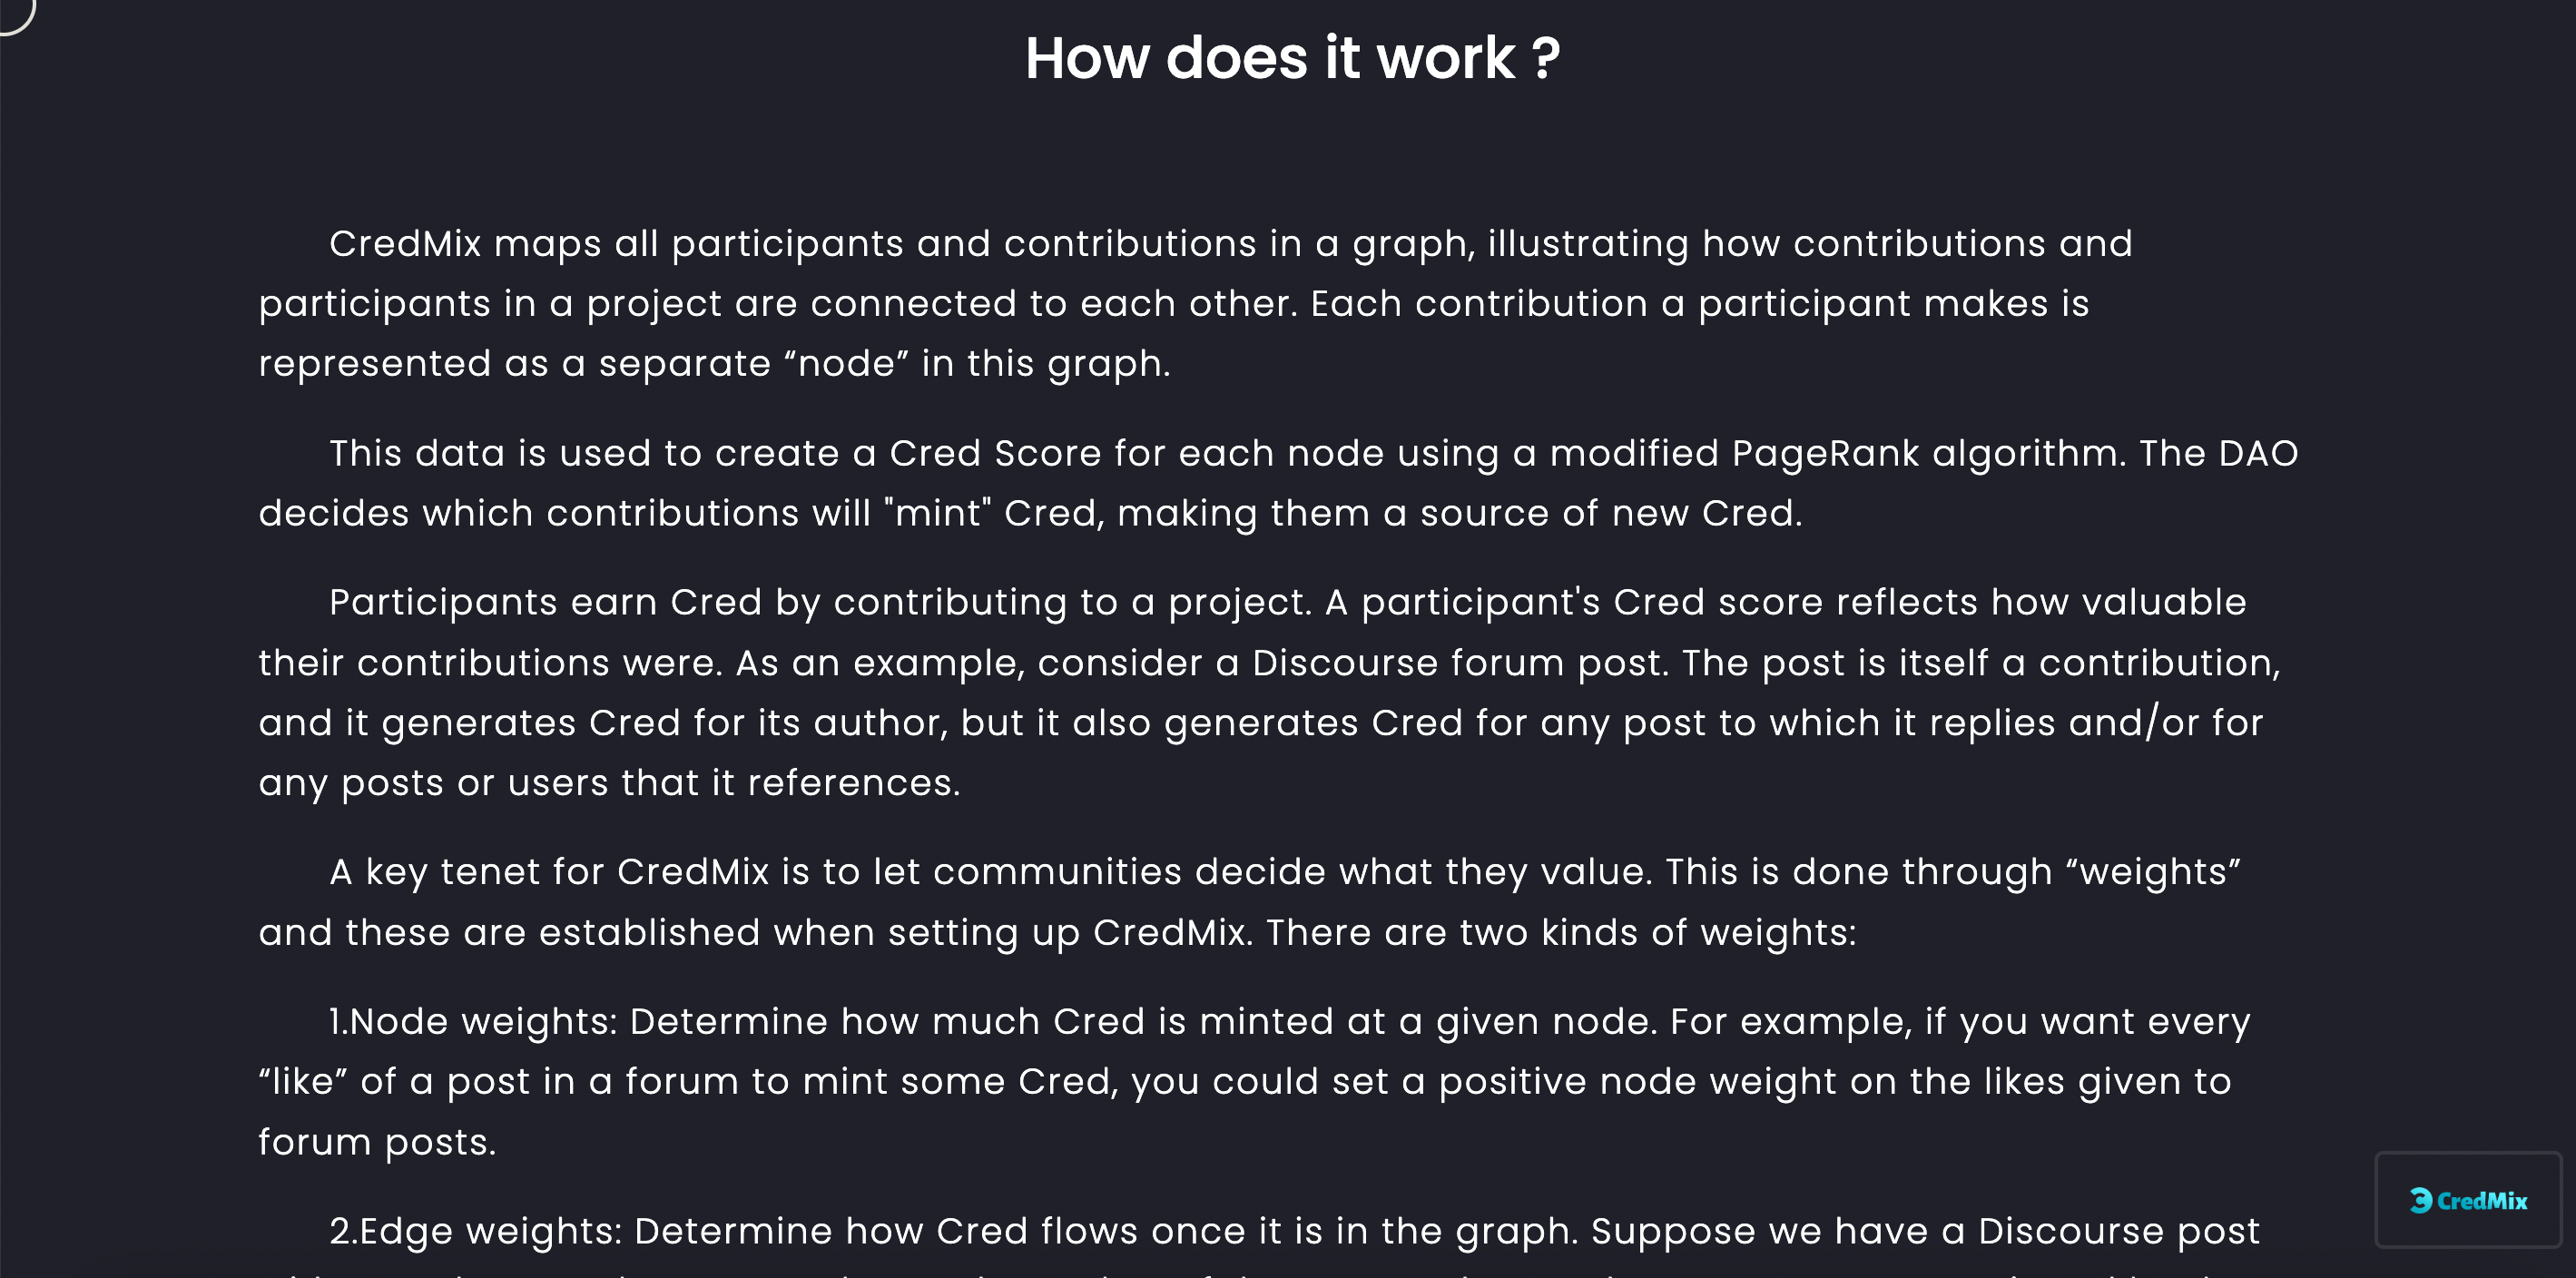 How does it work ?
CredMix maps all participants and contributions in a graph, illustrating how contributions and
participants in a project are connected to each other. Each contribution a participant makes is
represented as a separate “node” in this graph.
This data is used to create a Cred Score for each node using a modified PageRank algorithm. The DAO
decides which contributions will "mint" Cred, making them a source of new Cred.
Participants earn Cred by contributing to a project. A participant's Cred score reflects how valuable
their contributions were. As an example, consider a Discourse forum post. The post is itself a contribution,
and it generates Cred for its author, but it also generates Cred for any post to which it replies and/or for
any posts or users that it references.
A key tenet for CredMix is to let communities decide what they value. This is done through “weights”
and these are established when setting up CredMix. There are two kinds of weights:
1.Node weights: Determine how much Cred is minted at a given node. For example, if you want every
“like” of a post in a forum to mint some Cred, you could set a positive node weight on the likes given to
forum posts.
2.Edge weights: Determine how Cred flows once it is in the graph. Suppose we have a Discourse post
CredMix